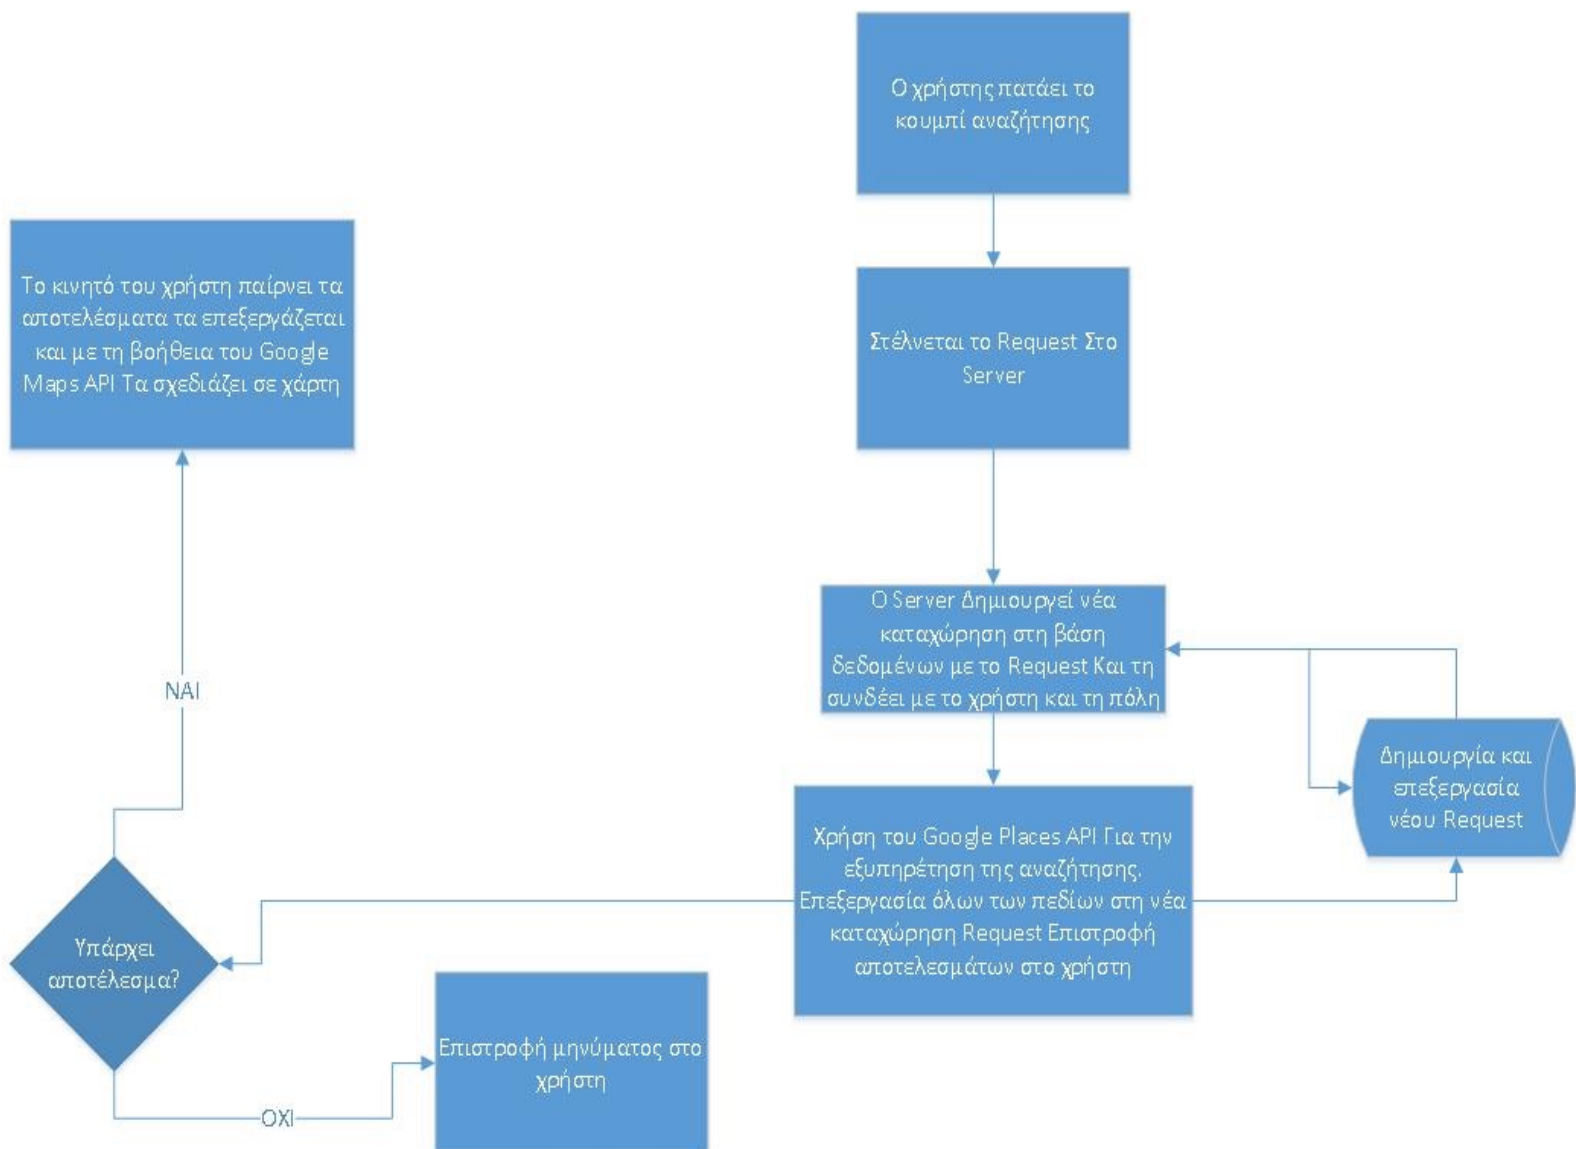 Ο χρήστης πατάει το
κουμπί αναζήτησης
Στέλνεται το Request Στο
Server
Ο Server Δημιουργεί νέα
καταχώρηση στη βάση
δεδομένων με το Request Και τη
συνδέει με το χρήστη και τη πόλη
Δημιουργία και
επεξεργασία
νέου Request
Χρήση του Google Places API Για την
εξυπηρέτηση της αναζήτησης.
Επεξεργασία όλων των πεδίων στη νέα
καταχώρηση Request Επιστροφή
αποτελεσμάτων στο χρήστη
Υπάρχει
αποτέλεσμα?
ΝΑΙ
Το κινητό του χρήστη παίρνει τα
αποτελέσματα τα επεξεργάζεται
και με τη βοήθεια του Google
Maps API Τα σχεδιάζει σε χάρτη
ΟΧΙ
Επιστροφή μηνύματος στο
χρήστη